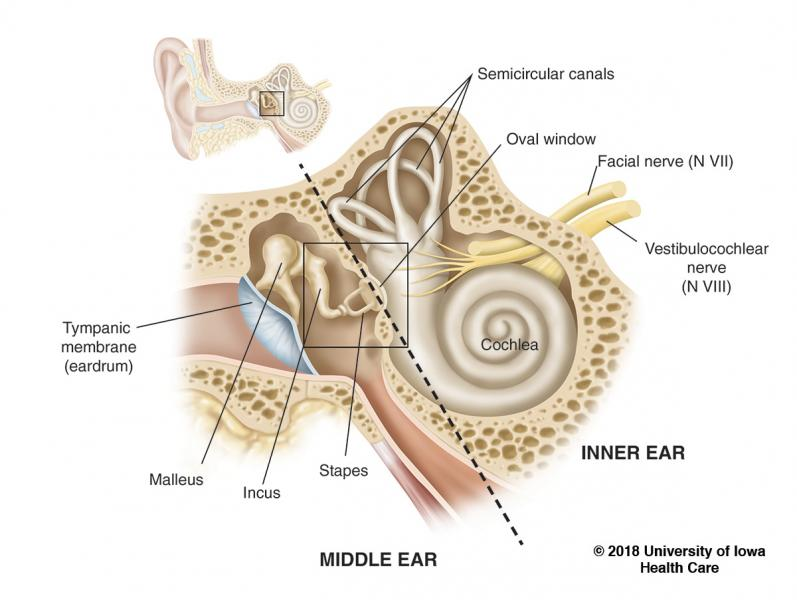 Semicircular canals
Oval window
Facial nerve (N VII)
Vestibulocochlear
nerve
(N VIII)
Tympanic
membrane
(eardrum)
Cochlea
INNER EAR
Malleus
Incus
Stapes
MIDDLE EAR
© 2018 University of Iowa
Health Care